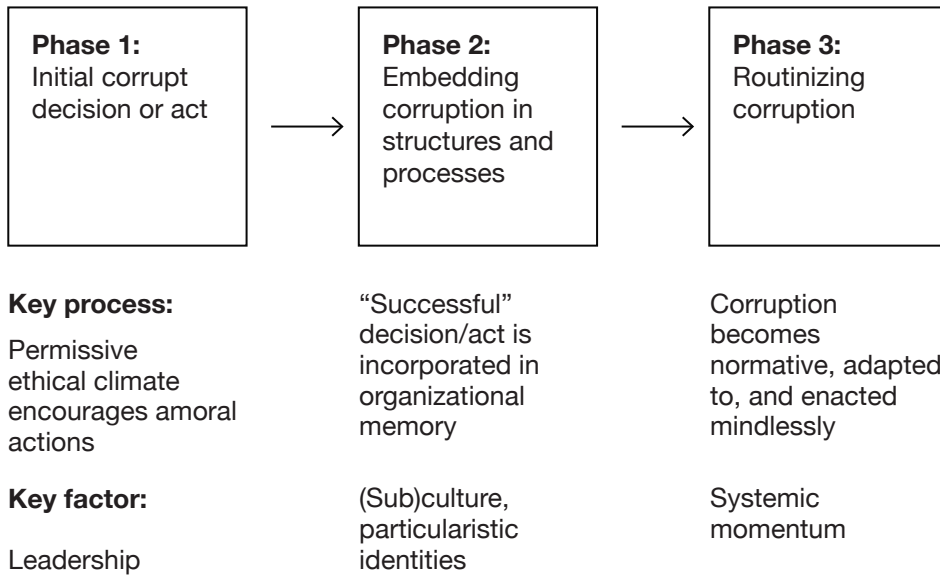 Phase 1:
Initial corrupt
decision or act
Phase 2:
Embedding
corruption in
structures and
processes
Phase 3:
Routinizing
corruption
Key process:
Permissive
ethical climate
encourages amoral
actions
“Successful”
decision/act is
incorporated in
organizational
memory
Corruption
becomes
normative, adapted
to, and enacted
mindlessly
Key factor:
Leadership
(Sub)culture,
particularistic
identities
Systemic
momentum